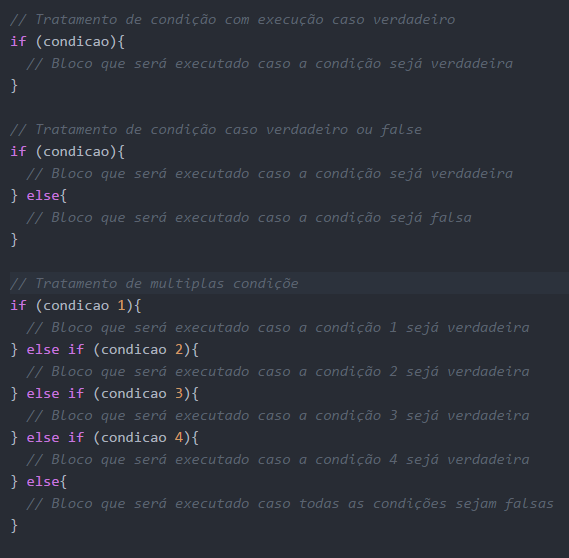 // Tratamento de condição com execução caso verdadeiro
if (condicao){
  // Bloco que será executado caso a condição sejá verdadeira
}
// Tratamento de condição caso verdadeiro ou false
if (condicao){
  // Bloco que será executado caso a condição sejá verdadeira
} else{
  // Bloco que será executado caso a condição sejá falsa
}
// Tratamento de multiplas condiçõe
if (condicao 1){
  // Bloco que será executado caso a condição 1 sejá verdadeira
} else if (condicao 2){
  // Bloco que será executado caso a condição 2 sejá verdadeira
} else if (condicao 3){
  // Bloco que será executado caso a condição 3 sejá verdadeira
} else if (condicao 4){
  // Bloco que será executado caso a condição 4 sejá verdadeira
} else{
  // Bloco que será executado caso todas as condições sejam falsas
}